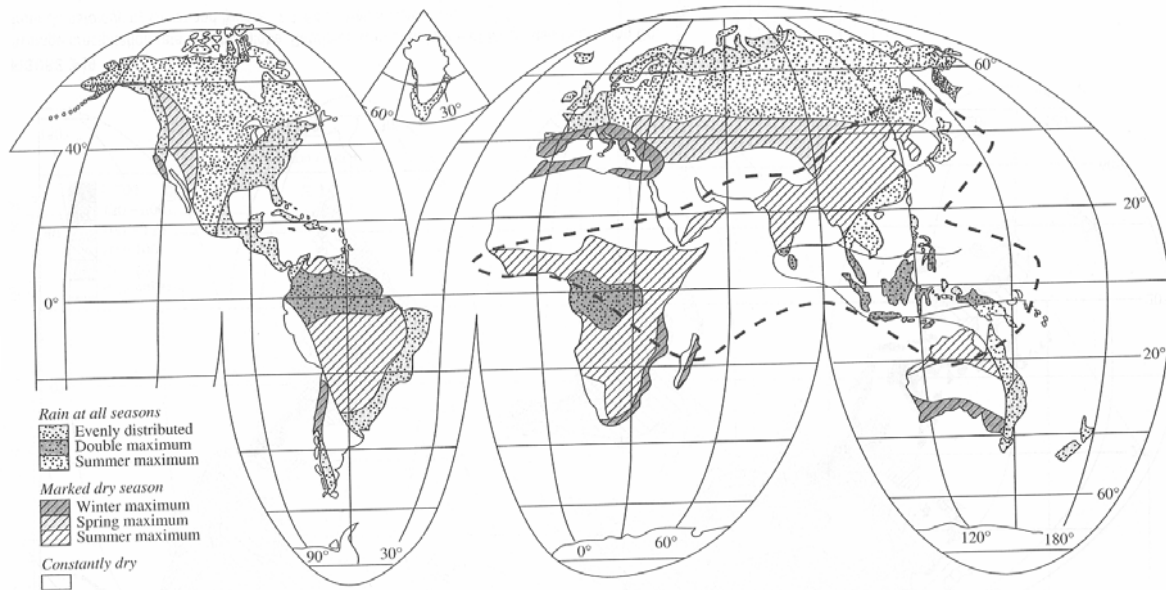 60°
30°
60°
40°
20°
0°
20°
Rain at all seasons
Evenly distributed
Double maximum
Summer maximum
Marked dry season
Winter maximum
Spring maximum
Summer maximum
Constantly dry
60°
90°
30°
0°
60°
120°
180°